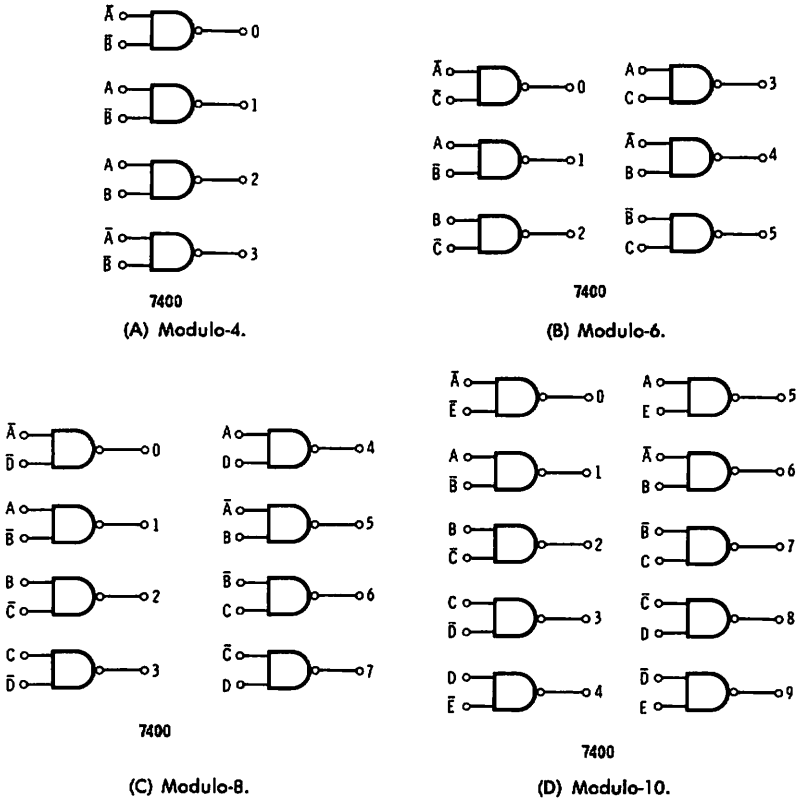 Ā
B̄
0
A
B̄
1
A
B
2
Ā
B̄
3
7400
(A) Modulo-4.
Ā
C̄
0
A
C
3
A
B̄
1
Ā
B
4
B
C̄
2
B̄
C
5
7400
(B) Modulo-6.
Ā
D̄
0
A
D
4
A
B̄
1
Ā
B
5
B
C̄
2
B̄
C
6
C
D̄
3
C̄
D
7
7400
(C) Modulo-8.
Ā
Ē
0
A
E
5
A
B̄
1
Ā
B
6
B
C̄
2
B̄
C
7
C
D̄
3
C̄
D
8
D
Ē
4
D̄
E
9
7400
(D) Modulo-10.